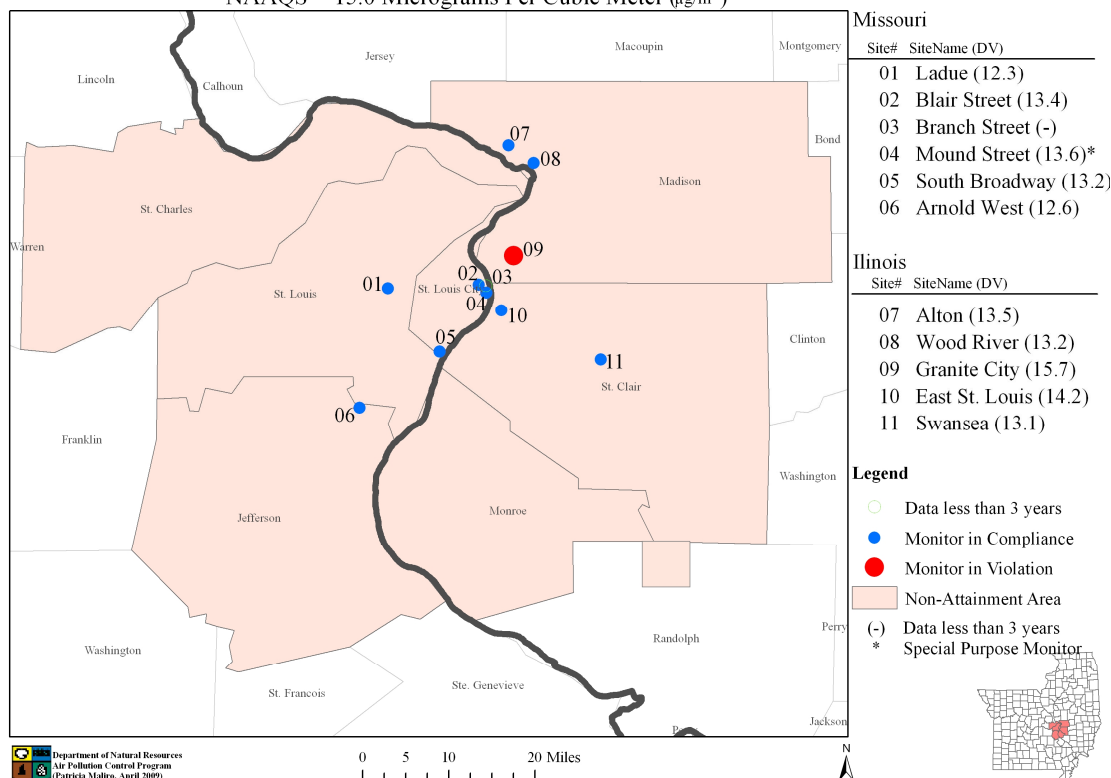 NAAQS = 15.0 Micrograms Per Cubic Meter (µg/m³)
Missouri
Site# SiteName (DV)
01 Ladue (12.3)
02 Blair Street (13.4)
03 Branch Street (-)
04 Mound Street (13.6)*
05 South Broadway (13.2)
06 Arnold West (12.6)
Ilinois
Site# SiteName (DV)
07 Alton (13.5)
08 Wood River (13.2)
09 Granite City (15.7)
10 East St. Louis (14.2)
11 Swansea (13.1)
Legend
Data less than 3 years
Monitor in Compliance
Monitor in Violation
Non-Attainment Area
(-) Data less than 3 years
* Special Purpose Monitor
Macoupin
Montgomery
Jersey
Lincoln
Calhoun
Bond
07
08
Madison
St. Charles
Warren
09
02
03
01
St. Louis
St. Louis
04
10
05
Clinton
11
St. Clair
06
Franklin
Washington
Jefferson
Monroe
Washington
Randolph
Perry
St. Francois
Ste. Genevieve
Jackson
Department of Natural Resources
Air Pollution Control Program
(Patricia Maliro, April 2009)
0 5 10 20 Miles
N